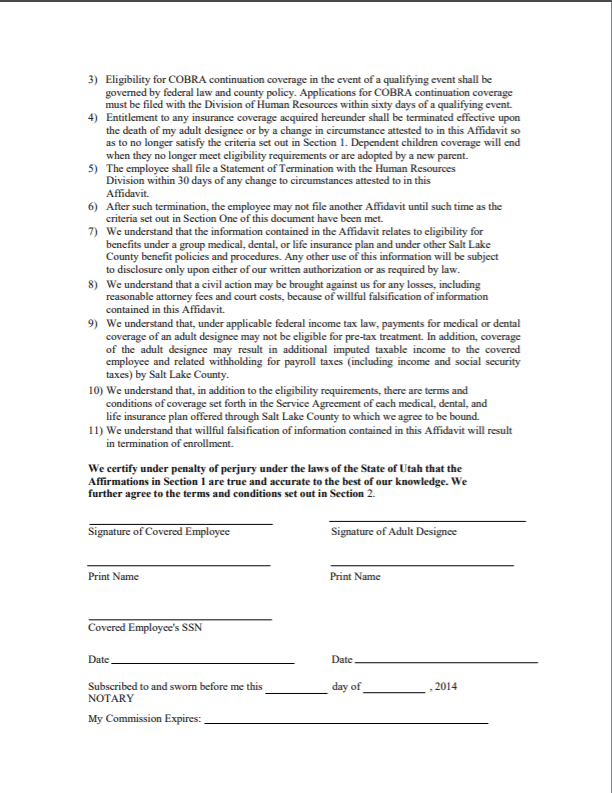 3) Eligibility for COBRA continuation coverage in the event of a qualifying event shall be
governed by federal law and county policy. Applications for COBRA continuation coverage
must be filed with the Division of Human Resources within sixty days of a qualifying event.
4) Entitlement to any insurance coverage acquired hereunder shall be terminated effective upon
the death of my adult designee or by a change in circumstance attested to in this Affidavit so
as to no longer satisfy the criteria set out in Section 1. Dependent children coverage will end
when they no longer meet eligibility requirements or are adopted by a new parent.
5) The employee shall file a Statement of Termination with the Human Resources
Division within 30 days of any change to circumstances attested to in this
Affidavit.
6) After such termination, the employee may not file another Affidavit until such time as the
criteria set out in Section One of this document have been met.
7) We understand that the information contained in the Affidavit relates to eligibility for
benefits under a group medical, dental, or life insurance plan and under other Salt Lake
County benefit policies and procedures. Any other use of this information will be subject
to disclosure only upon either of our written authorization or as required by law.
8) We understand that a civil action may be brought against us for any losses, including
reasonable attorney fees and court costs, because of willful falsification of information
contained in this Affidavit.
9) We understand that, under applicable federal income tax law, payments for medical or dental
coverage of an adult designee may not be eligible for pre-tax treatment. In addition, coverage
of the adult designee may result in additional imputed taxable income to the covered
employee and related withholding for payroll taxes (including income and social security
taxes) by Salt Lake County.
10) We understand that, in addition to the eligibility requirements, there are terms and
conditions of coverage set forth in the Service Agreement of each medical, dental, and
life insurance plan offered through Salt Lake County to which we agree to be bound.
11) We understand that willful falsification of information contained in this Affidavit will result
in termination of enrollment.
We certify under penalty of perjury under the laws of the State of Utah that the
Affirmations in Section 1 are true and accurate to the best of our knowledge. We
further agree to the terms and conditions set out in Section 2.
Signature of Covered Employee Signature of Adult Designee
Print Name Print Name
Covered Employee's SSN
Date Date
Subscribed to and sworn before me this day of , 2014
NOTARY
My Commission Expires: